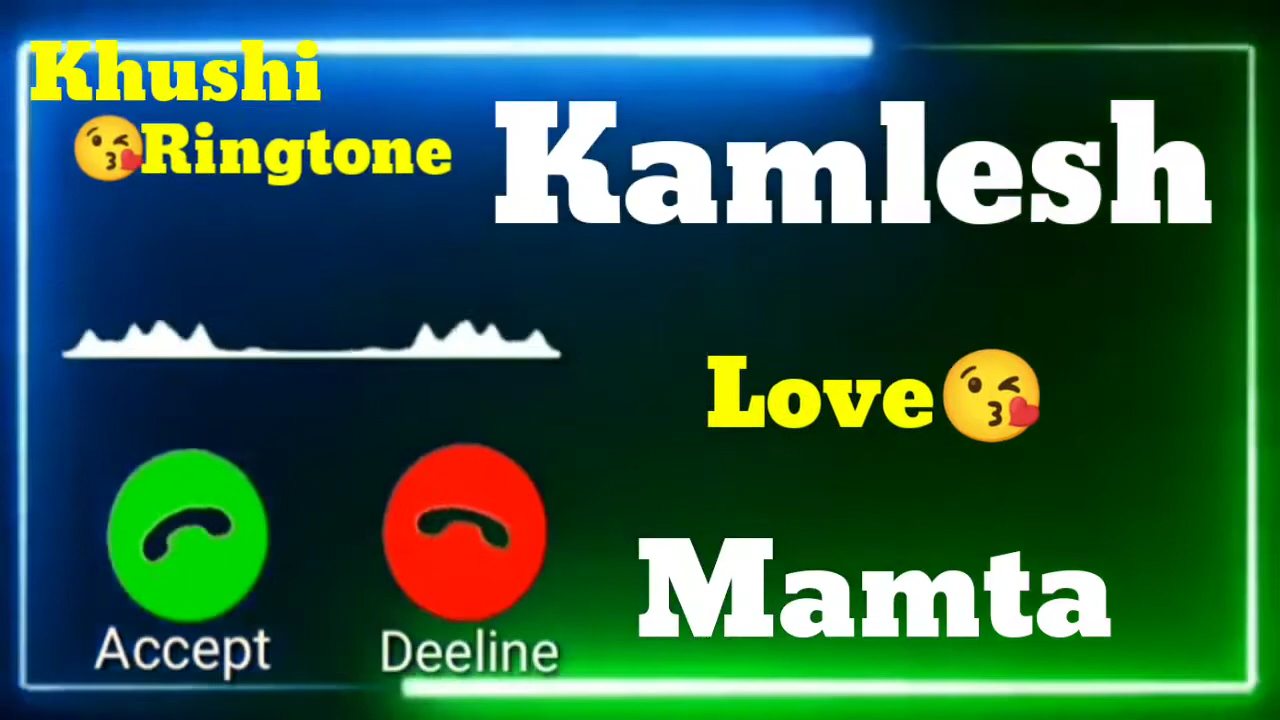 Khushi
😘Ringtone
Kamlesh
Love😘
Mamta
Accept
Deeline